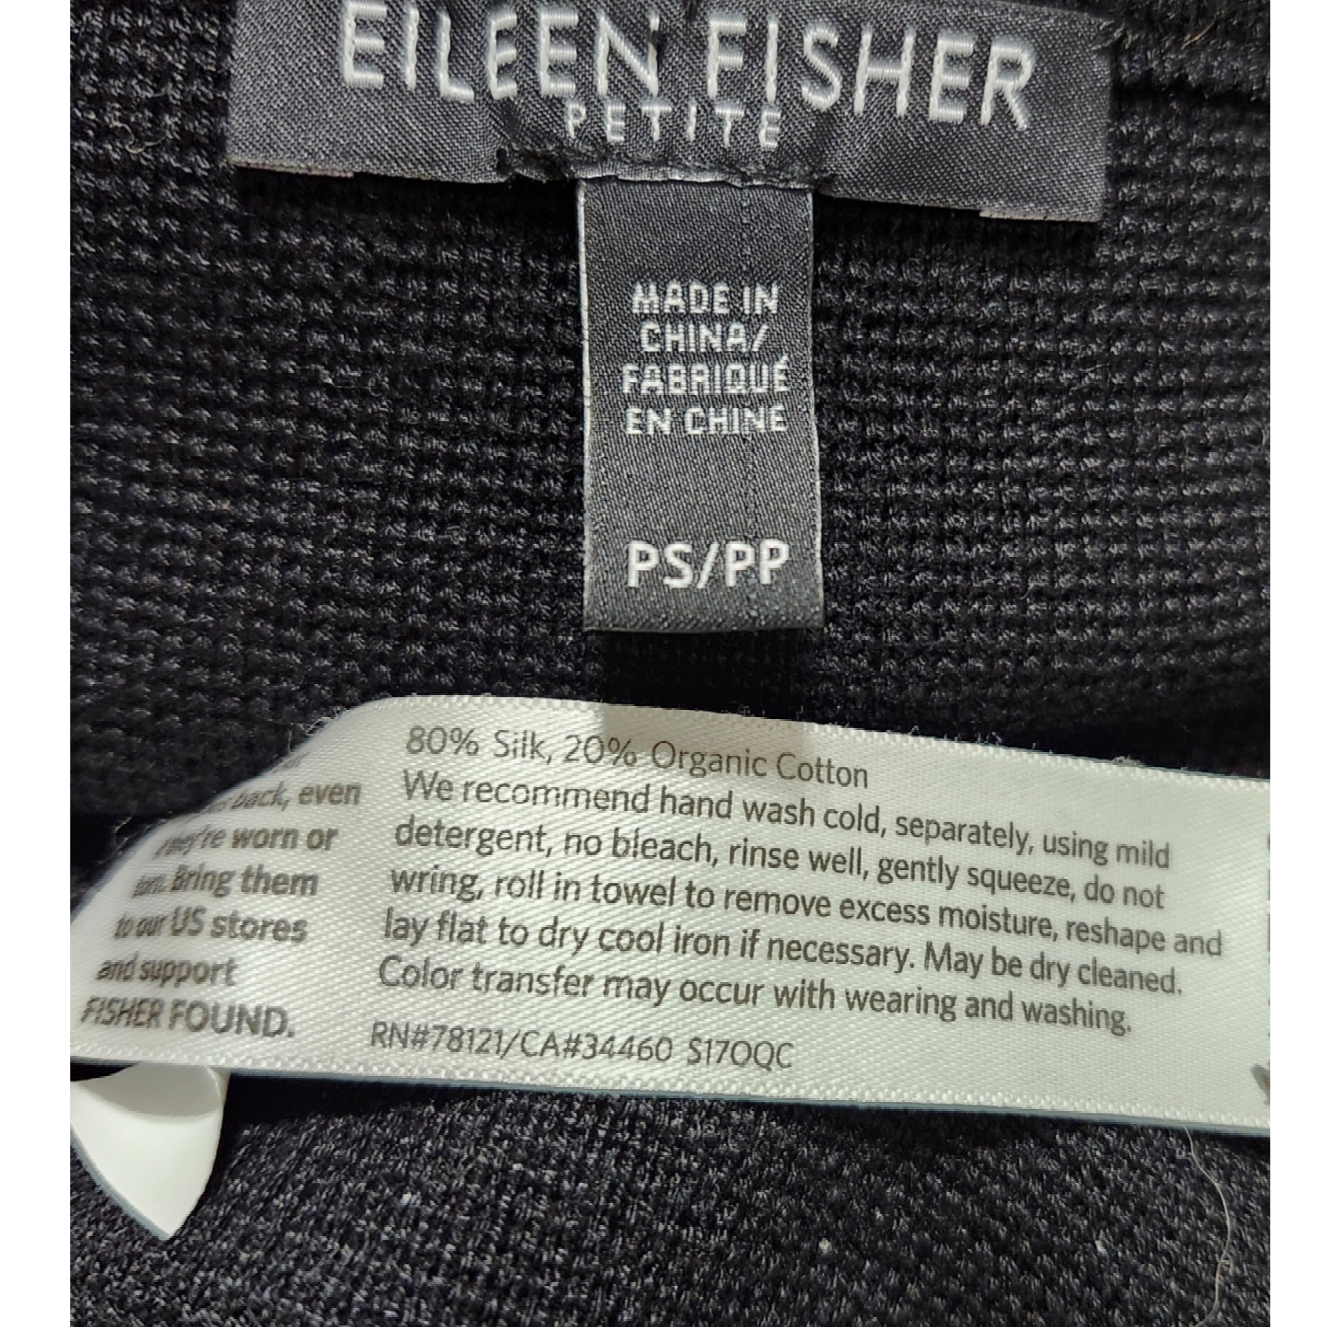 EILEEN FISHER
PETITE
MADE IN
CHINA/
FABRIQUÉ
EN CHINE
PS/PP
80% Silk, 20% Organic Cotton
We recommend hand wash cold, separately, using mild
detergent, no bleach, rinse well, gently squeeze, do not
wring, roll in towel to remove excess moisture, reshape and
lay flat to dry cool iron if necessary. May be dry cleaned.
Color transfer may occur with wearing and washing.
RN#78121/CA#34460 S17OQC
back, even
they're worn or
torn. Bring them
to our US stores
and support
FISHER FOUND.